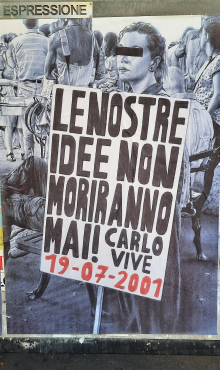 ESPRESSIONE
LE NOSTRE
IDEE NON
MORIRANNO
MAI! CARLO
VIVE
19-07-2001